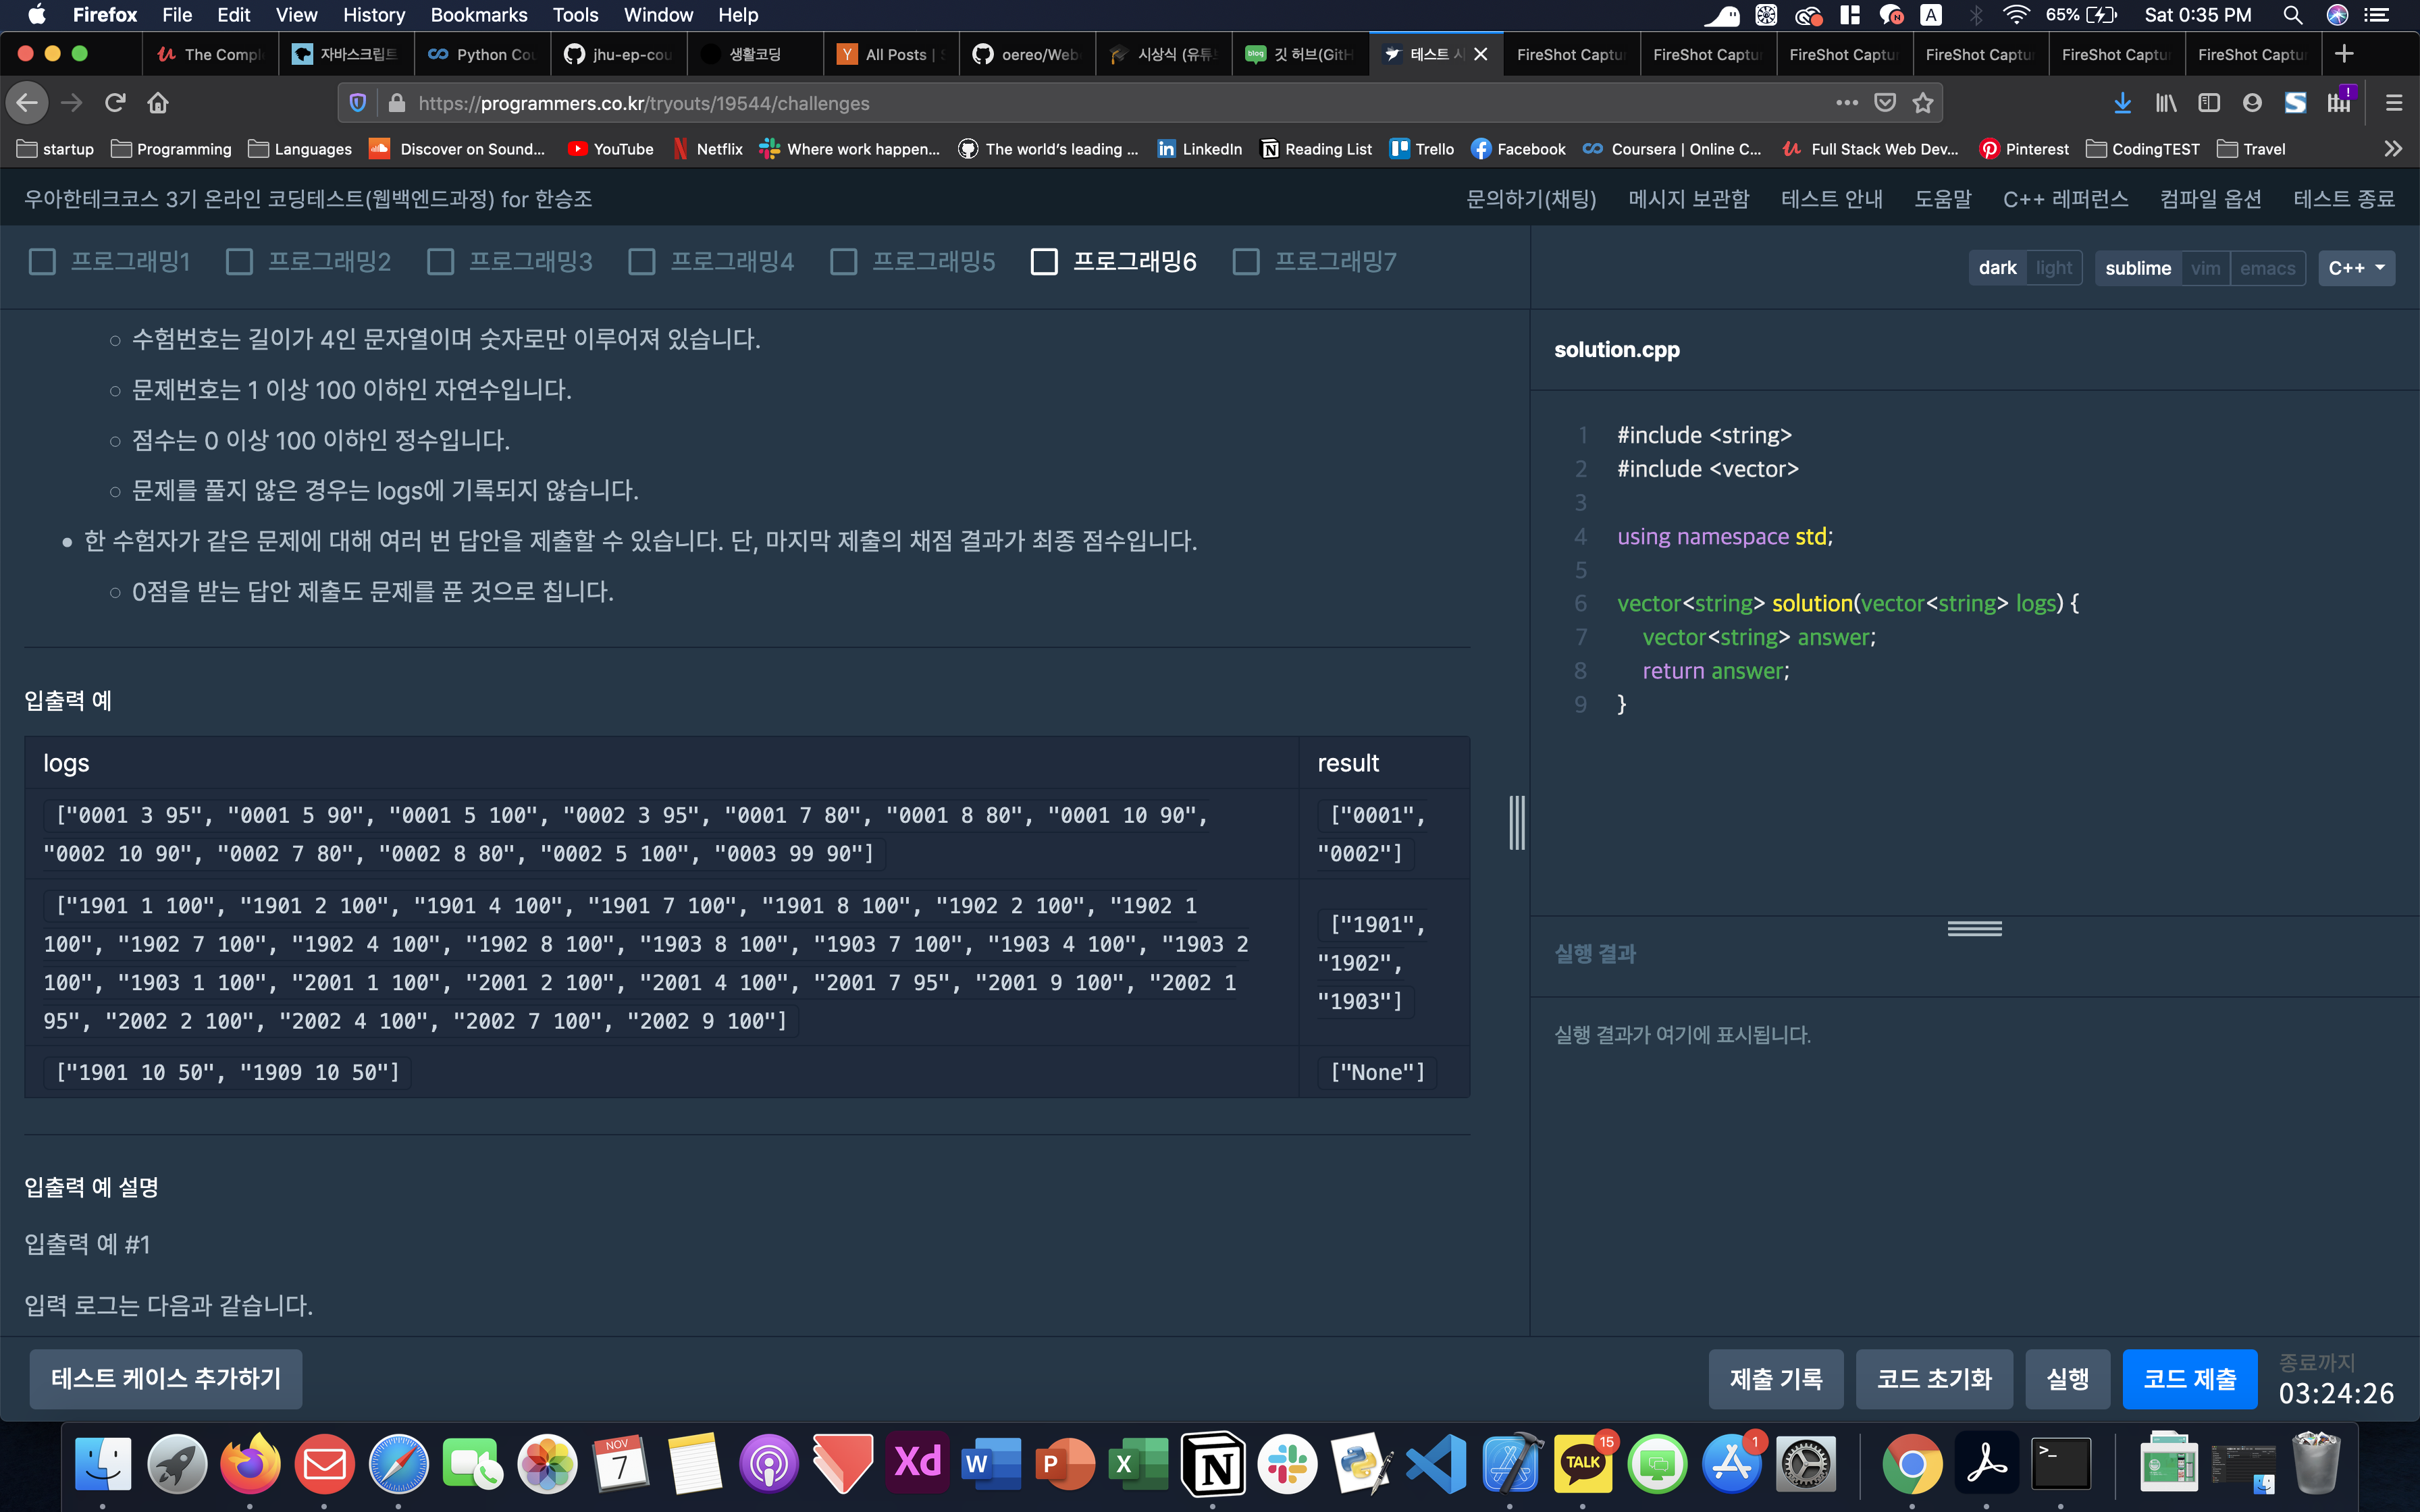 Firefox File Edit View History Bookmarks Tools Window Help
A 65% Sat 0:35 PM
The Compl 자바스크립트 Python Co jhu-ep-cou 생활코딩 All Posts | oereo/Web 시상식 (유튜 깃 허브(GitH 테스트 FireShot Captu FireShot Captu FireShot Captu FireShot Captu FireShot Captu FireShot Captu
https://programmers.co.kr/tryouts/19544/challenges
startup Programming Languages Discover on Sound... YouTube Netflix Where work happen... The world's leading ... LinkedIn Reading List Trello Facebook Coursera | Online C... Full Stack Web Dev... Pinterest CodingTEST Travel
우아한테크코스 3기 온라인 코딩테스트(웹백엔드과정) for 한승조 문의하기(채팅) 메시지 보관함 테스트 안내 도움말 C++ 레퍼런스 컴파일 옵션 테스트 종료
프로그래밍1 프로그래밍2 프로그래밍3 프로그래밍4 프로그래밍5 프로그래밍6 프로그래밍7
dark light sublime vim emacs C++
수험번호는 길이가 4인 문자열이며 숫자로만 이루어져 있습니다.
문제번호는 1 이상 100 이하인 자연수입니다.
점수는 0 이상 100 이하인 정수입니다.
문제를 풀지 않은 경우는 logs에 기록되지 않습니다.
한 수험자가 같은 문제에 대해 여러 번 답안을 제출할 수 있습니다. 단, 마지막 제출의 채점 결과가 최종 점수입니다.
0점을 받는 답안 제출도 문제를 푼 것으로 칩니다.
입출력 예
logs result
["0001 3 95", "0001 5 90", "0001 5 100", "0002 3 95", "0001 7 80", "0001 8 80", "0001 10 90", ["0001",
"0002 10 90", "0002 7 80", "0002 8 80", "0002 5 100", "0003 99 90"] "0002"]
["1901 1 100", "1901 2 100", "1901 4 100", "1901 7 100", "1901 8 100", "1902 2 100", "1902 1
["1901",
100", "1902 7 100", "1902 4 100", "1902 8 100", "1903 8 100", "1903 7 100", "1903 4 100", "1903 2
"1902",
100", "1903 1 100", "2001 1 100", "2001 2 100", "2001 4 100", "2001 7 95", "2001 9 100", "2002 1
"1903"]
95", "2002 2 100", "2002 4 100", "2002 7 100", "2002 9 100"]
["1901 10 50", "1909 10 50"] ["None"]
입출력 예 설명
입출력 예 #1
입력 로그는 다음과 같습니다.
solution.cpp
1 #include <string>
2 #include <vector>
3
4 using namespace std;
5
6 vector<string> solution(vector<string> logs) {
7 vector<string> answer;
8 return answer;
9 }
실행 결과
실행 결과가 여기에 표시됩니다.
테스트 케이스 추가하기 제출 기록 코드 초기화 실행 코드 제출 종료까지
03:24:26
NOV
7
Xd W P X N TALK 15 1